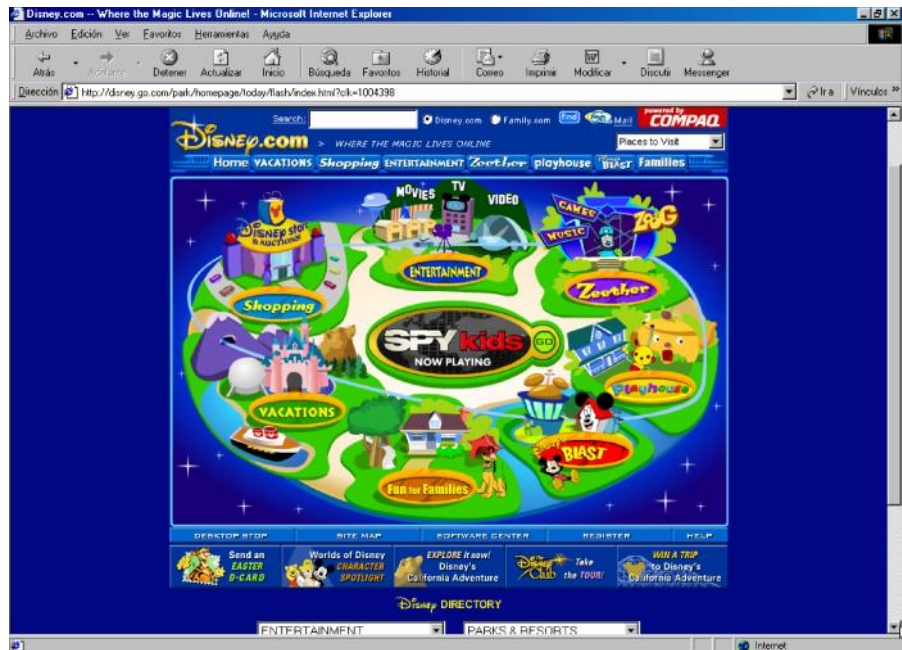 Disney.com -- Where the Magic Lives Online! - Microsoft Internet Explorer
Archivo Edición Ver Favoritos Herramientas Ayuda
Atrás Adelante Detener Actualizar Inicio Búsqueda Favoritos Historial Correo Imprimir Modificar Discutir Messenger
Dirección http://disney.go.com/park/homepage/today/flash/index.html?clk=1004398 Ir a Vínculos »
Search: Disney.com Family.com find Mail powered by COMPAQ
Disney.com > WHERE THE MAGIC LIVES ONLINE Places to Visit
Home VACATIONS Shopping ENTERTAINMENT Zeether playhouse BLAST Families
MOVIES TV VIDEO
DISNEY STORE & AUCTIONS
GAMES MUSIC ZOOG
ENTERTAINMENT
Zeether
Shopping
SPY kids GO
NOW PLAYING
Playhouse
VACATIONS
BLAST
Fun for Families
DESKTOP STOP SITE MAP SOFTWARE CENTER REGISTER HELP
Send an EASTER D-CARD
Worlds of Disney CHARACTER SPOTLIGHT
EXPLORE it now! Disney's California Adventure
Disney Club Take the TOUR!
WIN A TRIP to Disney's California Adventure
Disney DIRECTORY
ENTERTAINMENT PARKS & RESORTS
Internet